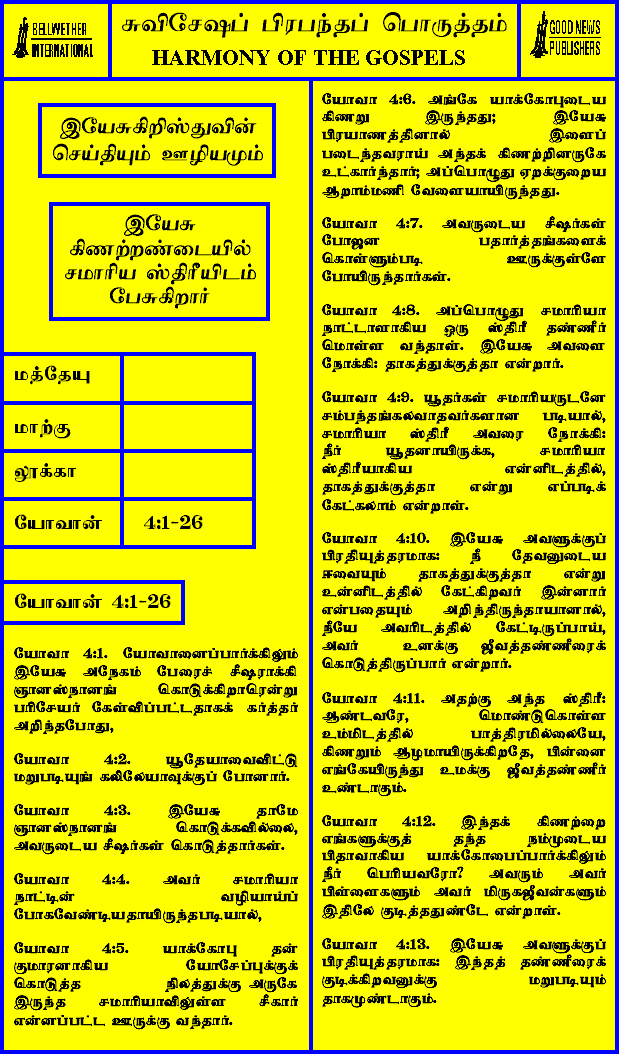 BELLWETHER
INTERNATIONAL
சுவிசேஷப் பிரபந்தப் பொருத்தம்
HARMONY OF THE GOSPELS
GOOD NEWS
PUBLISHERS
இயேசுகிறிஸ்துவின்
செய்தியும் ஊழியமும்
இயேசு
கிணற்றண்டையில்
சமாரிய ஸ்திரீயிடம்
பேசுகிறார்
மத்தேயு
மாற்கு
லூக்கா
யோவான் 4:1-26
யோவான் 4:1-26
யோவா 4:1. யோவானைப்பார்க்கிலும்
இயேசு அநேகம் பேரைச் சீஷராக்கி
ஞானஸ்நானங் கொடுக்கிறாரென்று
பரிசேயர் கேள்விப்பட்டதாகக் கர்த்தர்
அறிந்தபோது,
யோவா 4:2. யூதேயாவைவிட்டு
மறுபடியுங் கலிலேயாவுக்குப் போனார்.
யோவா 4:3. இயேசு தாமே
ஞானஸ்நானங் கொடுக்கவில்லை,
அவருடைய சீஷர்கள் கொடுத்தார்கள்.
யோவா 4:4. அவர் சமாரியா
நாட்டின் வழியாய்ப்
போகவேண்டியதாயிருந்தபடியால்,
யோவா 4:5. யாக்கோபு தன்
குமாரனாகிய யோசேப்புக்குக்
கொடுத்த நிலத்துக்கு அருகே
இருந்த சமாரியாவிலுள்ள சீகார்
என்னப்பட்ட ஊருக்கு வந்தார்.
யோவா 4:6. அங்கே யாக்கோபுடைய
கிணறு இருந்தது; இயேசு
பிரயாணத்தினால் இளைப்
படைந்தவராய் அந்தக் கிணற்றினருகே
உட்கார்ந்தார்; அப்பொழுது ஏறக்குறைய
ஆறாம்மணி வேளையாயிருந்தது.
யோவா 4:7. அவருடைய சீஷர்கள்
போஜன பதார்த்தங்களைக்
கொள்ளும்படி ஊருக்குள்ளே
போயிருந்தார்கள்.
யோவா 4:8. அப்பொழுது சமாரியா
நாட்டாளாகிய ஒரு ஸ்திரீ தண்ணீர்
மொள்ள வந்தாள். இயேசு அவளை
நோக்கி: தாகத்துக்குத்தா என்றார்.
யோவா 4:9. யூதர்கள் சமாரியருடனே
சம்பந்தங்கலவாதவர்களான படியால்,
சமாரியா ஸ்திரீ அவரை நோக்கி:
நீர் யூதனாயிருக்க, சமாரியா
ஸ்திரீயாகிய என்னிடத்தில்,
தாகத்துக்குத்தா என்று எப்படிக்
கேட்கலாம் என்றாள்.
யோவா 4:10. இயேசு அவளுக்குப்
பிரதியுத்தரமாக: நீ தேவனுடைய
ஈவையும் தாகத்துக்குத்தா என்று
உன்னிடத்தில் கேட்கிறவர் இன்னார்
என்பதையும் அறிந்திருந்தாயானால்,
நீயே அவரிடத்தில் கேட்டிருப்பாய்,
அவர் உனக்கு ஜீவத்தண்ணீரைக்
கொடுத்திருப்பார் என்றார்.
யோவா 4:11. அதற்கு அந்த ஸ்திரீ:
ஆண்டவரே, மொண்டுகொள்ள
உம்மிடத்தில் பாத்திரமில்லையே,
கிணறும் ஆழமாயிருக்கிறதே, பின்னை
எங்கேயிருந்து உமக்கு ஜீவத்தண்ணீர்
உண்டாகும்.
யோவா 4:12. இந்தக் கிணற்றை
எங்களுக்குத் தந்த நம்முடைய
பிதாவாகிய யாக்கோபைப்பார்க்கிலும்
நீர் பெரியவரோ? அவரும் அவர்
பிள்ளைகளும் அவர் மிருகஜீவன்களும்
இதிலே குடித்ததுண்டே என்றாள்.
யோவா 4:13. இயேசு அவளுக்குப்
பிரதியுத்தரமாக: இந்தத் தண்ணீரைக்
குடிக்கிறவனுக்கு மறுபடியும்
தாகமுண்டாகும்.